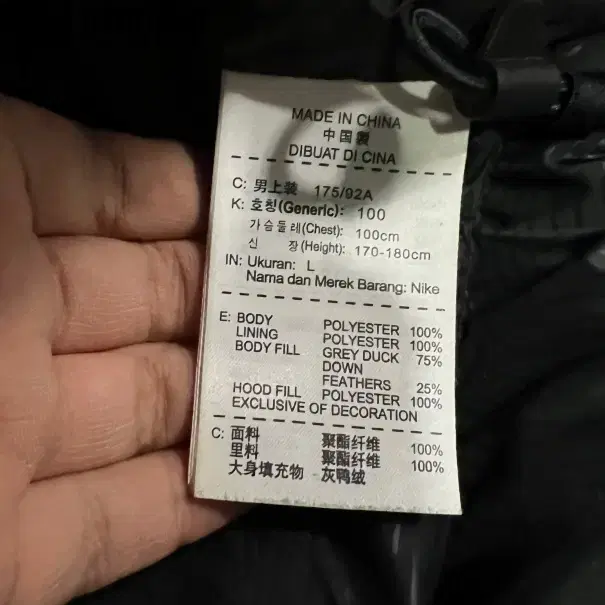 MADE IN CHINA
中国製
DIBUAT DI CINA
C: 男上装 175/92A
K: 호칭(Generic): 100
가슴둘레(Chest): 100cm
신 장(Height): 170-180cm
IN: Ukuran: L
Nama dan Merek Barang: Nike
E: BODY POLYESTER 100%
LINING POLYESTER 100%
BODY FILL GREY DUCK 75%
DOWN
FEATHERS 25%
HOOD FILL POLYESTER 100%
EXCLUSIVE OF DECORATION
C: 面料 聚酯纤维 100%
里料 聚酯纤维 100%
大身填充物 灰鸭绒